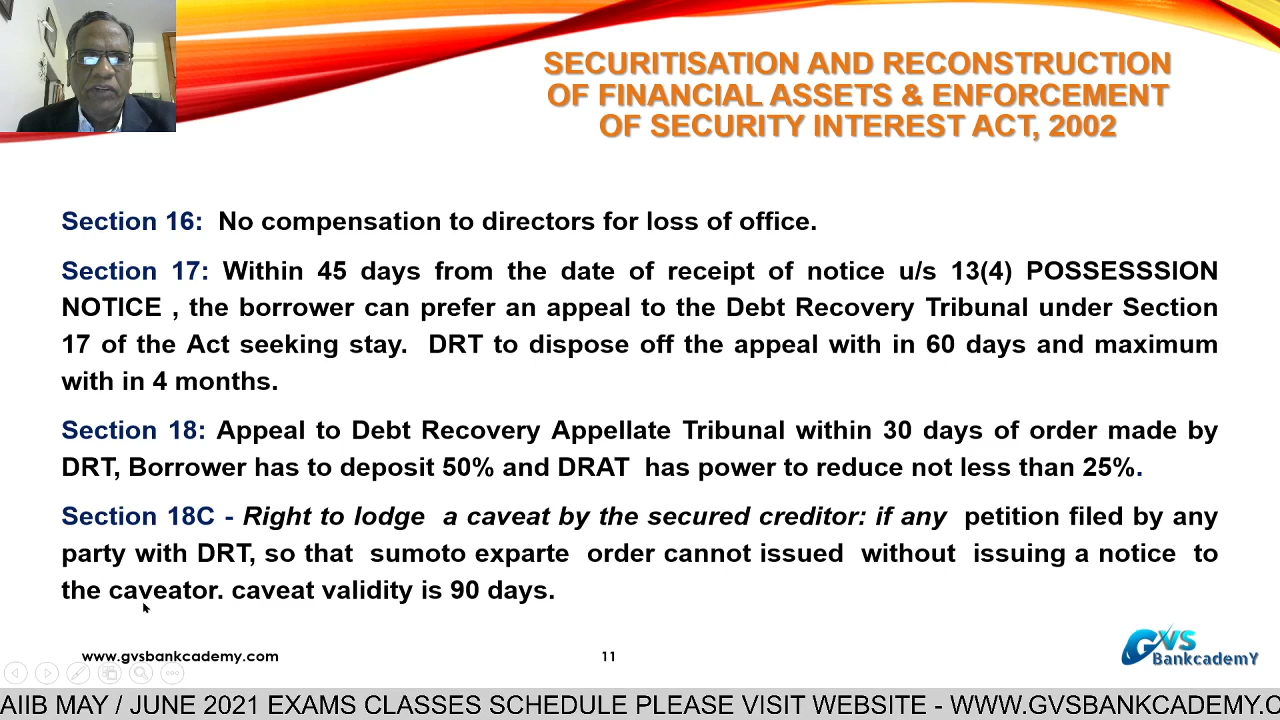 SECURITISATION AND RECONSTRUCTION
OF FINANCIAL ASSETS & ENFORCEMENT
OF SECURITY INTEREST ACT, 2002
Section 16: No compensation to directors for loss of office.
Section 17: Within 45 days from the date of receipt of notice u/s 13(4) POSSESSSION
NOTICE , the borrower can prefer an appeal to the Debt Recovery Tribunal under Section
17 of the Act seeking stay. DRT to dispose off the appeal with in 60 days and maximum
with in 4 months.
Section 18: Appeal to Debt Recovery Appellate Tribunal within 30 days of order made by
DRT, Borrower has to deposit 50% and DRAT has power to reduce not less than 25%.
Section 18C - Right to lodge a caveat by the secured creditor: if any petition filed by any
party with DRT, so that sumoto exparte order cannot issued without issuing a notice to
the caveator. caveat validity is 90 days.
www.gvsbankcademy.com
11
GVS
BankcademY
AIIB MAY / JUNE 2021 EXAMS CLASSES SCHEDULE PLEASE VISIT WEBSITE - WWW.GVSBANKCADEMY.C